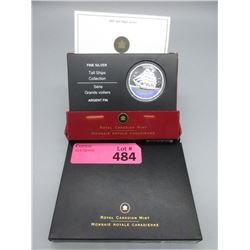 FINE SILVER
Tall Ships
Collection
Série
Grands voiliers
ARGENT FIN
ROYAL CANADIAN MINT
MONNAIE ROYALE CANADIENNE
Lot #
484
ROYAL CANADIAN MINT
MONNAIE ROYALE CANADIENNE